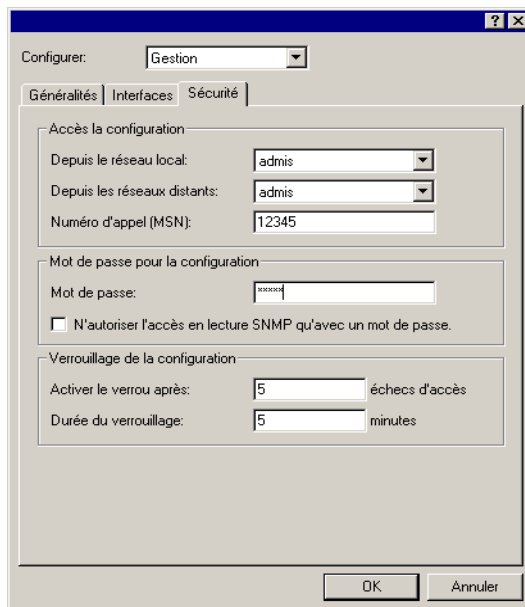 Configurer: Gestion
Généralités Interfaces Sécurité
Accès la configuration
Depuis le réseau local: admis
Depuis les réseaux distants: admis
Numéro d'appel (MSN): 12345
Mot de passe pour la configuration
Mot de passe: *****
N'autoriser l'accès en lecture SNMP qu'avec un mot de passe.
Verrouillage de la configuration
Activer le verrou après: 5 échecs d'accès
Durée du verrouillage: 5 minutes
OK Annuler